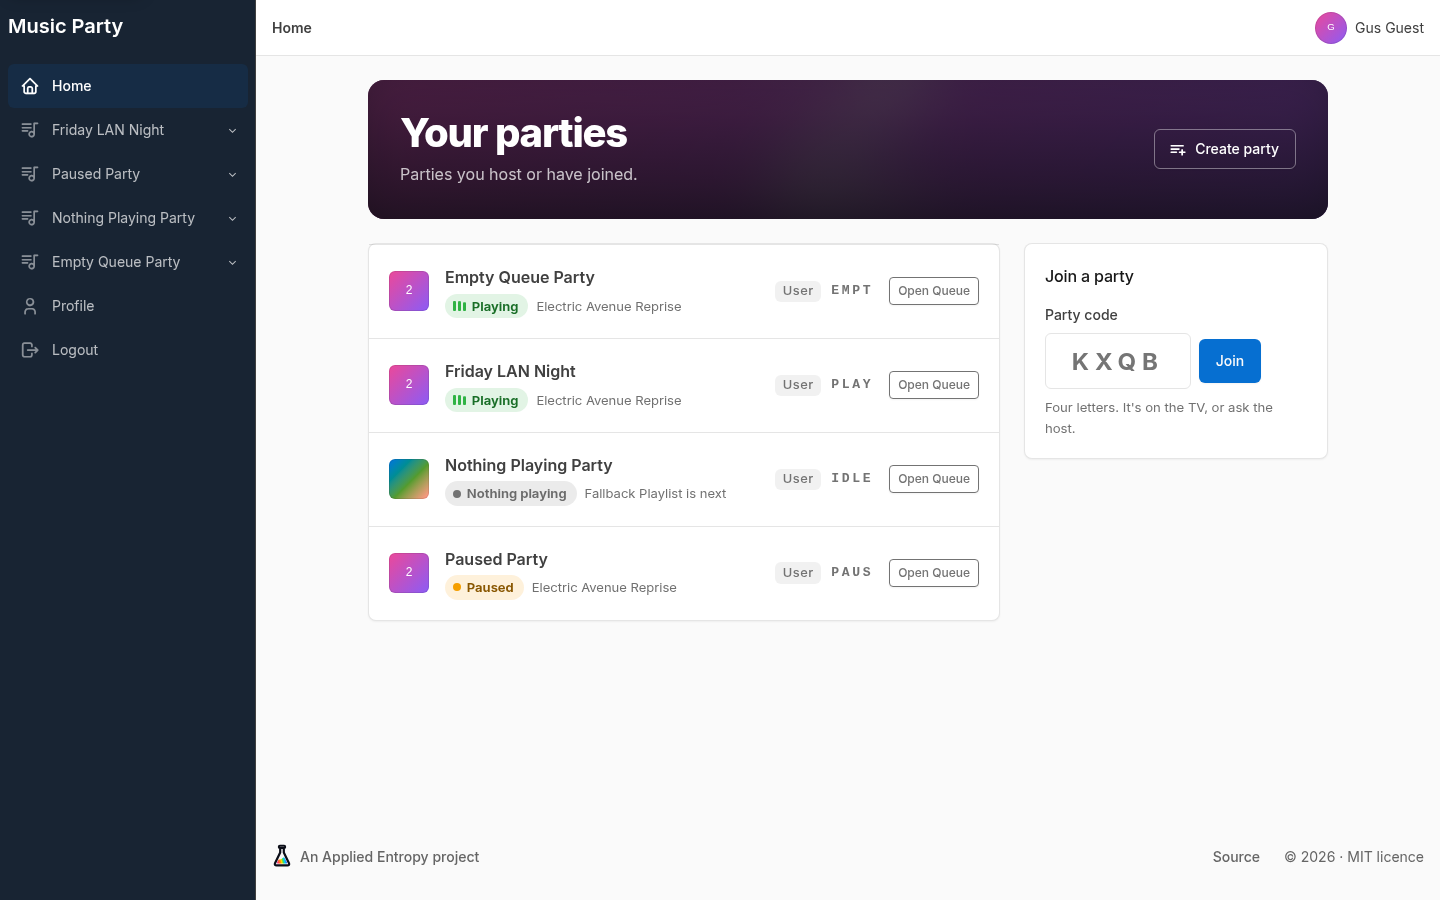 Music Party
Home
Friday LAN Night
Paused Party
Nothing Playing Party
Empty Queue Party
Profile
Logout
Home
G
Gus Guest
Your parties
Parties you host or have joined.
Create party
2
Empty Queue Party
Playing
Electric Avenue Reprise
User
EMPT
Open Queue
2
Friday LAN Night
Playing
Electric Avenue Reprise
User
PLAY
Open Queue
Nothing Playing Party
Nothing playing
Fallback Playlist is next
User
IDLE
Open Queue
2
Paused Party
Paused
Electric Avenue Reprise
User
PAUS
Open Queue
Join a party
Party code
KXQB
Join
Four letters. It's on the TV, or ask the
host.
An Applied Entropy project
Source
© 2026 · MIT licence